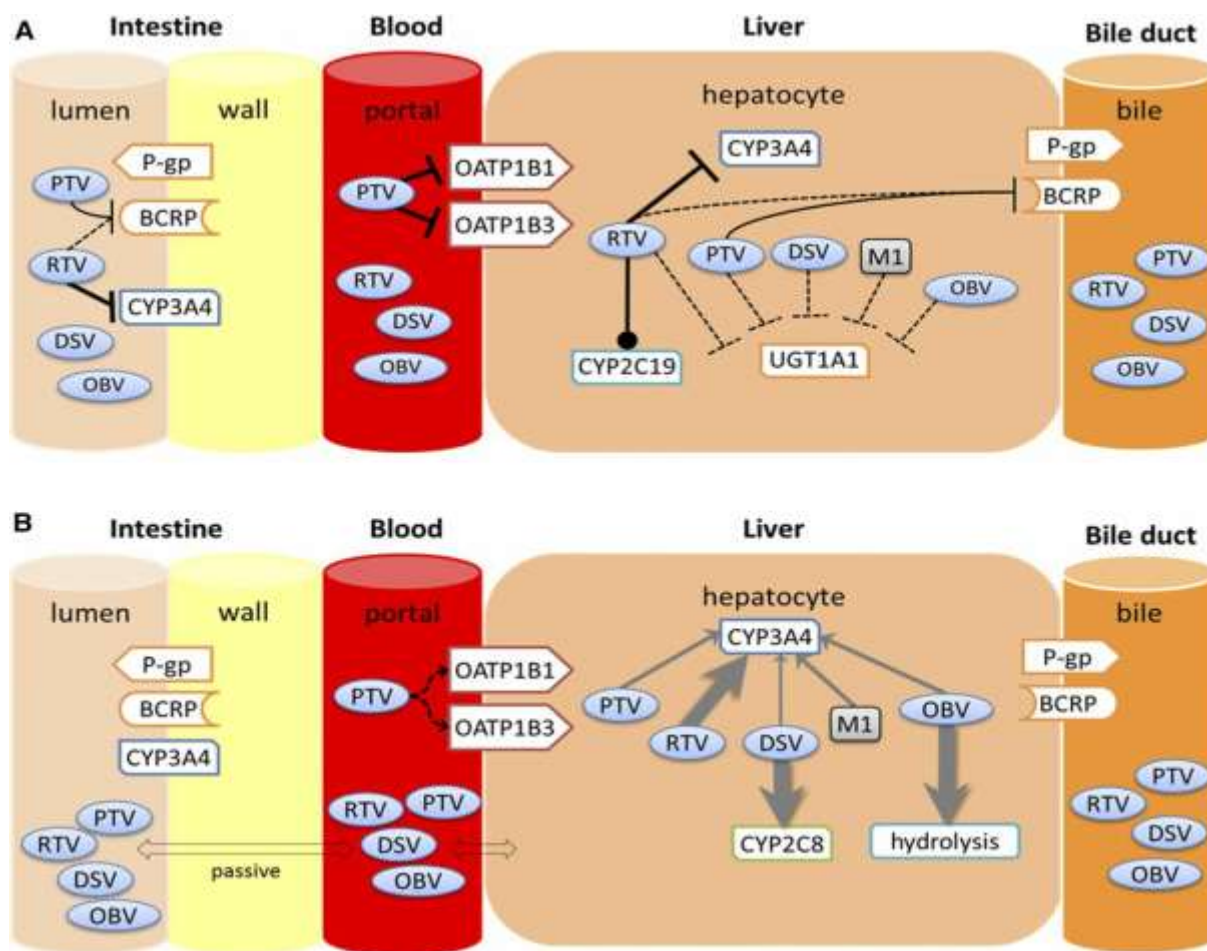 A
Intestine Blood Liver Bile duct
lumen wall portal hepatocyte bile
P-gp CYP3A4 P-gp
PTV OATP1B1
PTV
BCRP OATP1B3 BCRP
RTV RTV PTV DSV M1 PTV
CYP3A4 RTV OBV RTV
DSV DSV DSV
OBV OBV CYP2C19 UGT1A1 OBV
B
Intestine Blood Liver Bile duct
lumen wall portal hepatocyte bile
P-gp OATP1B1 CYP3A4 P-gp
PTV
BCRP OATP1B3 PTV M1 OBV BCRP
CYP3A4 RTV DSV
PTV RTV PTV PTV
RTV DSV RTV
DSV passive OBV CYP2C8 hydrolysis DSV
OBV OBV